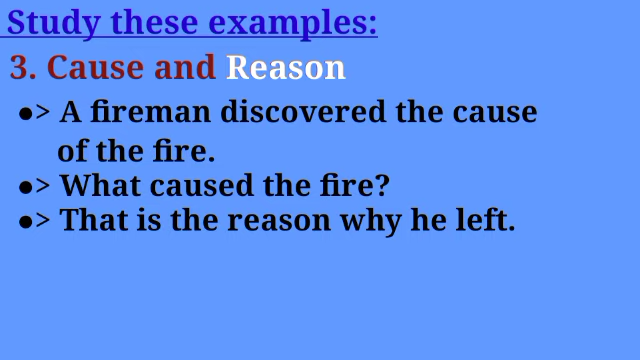 Study these examples:
3. Cause and Reason
●> A fireman discovered the cause
of the fire.
●> What caused the fire?
●> That is the reason why he left.